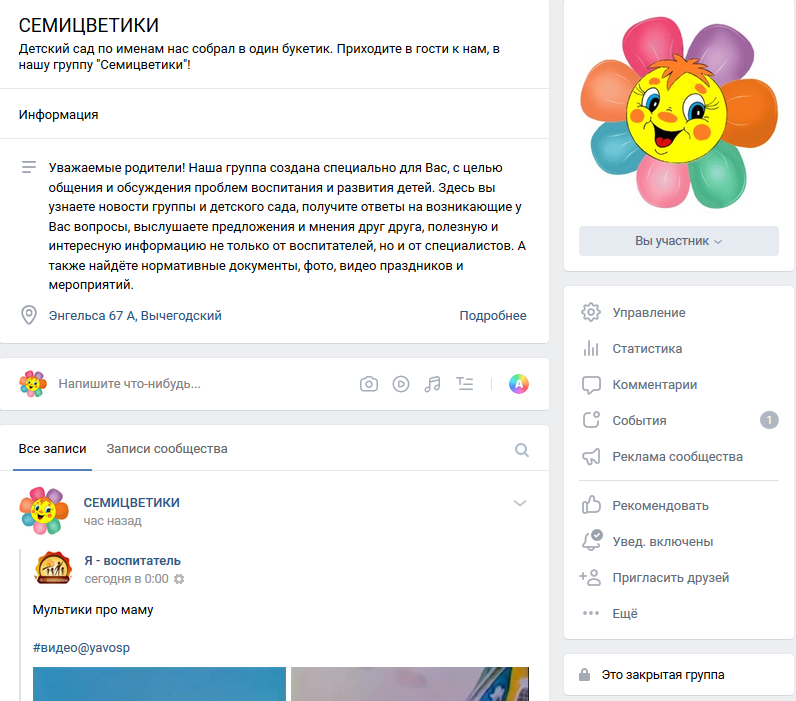 СЕМИЦВЕТИКИ
Детский сад по именам нас собрал в один букетик. Приходите в гости к нам, в
нашу группу "Семицветики"!
Информация
Уважаемые родители! Наша группа создана специально для Вас, с целью
общения и обсуждения проблем воспитания и развития детей. Здесь вы
узнаете новости группы и детского сада, получите ответы на возникающие у
Вас вопросы, выслушаете предложения и мнения друг друга, полезную и
интересную информацию не только от воспитателей, но и от специалистов. А
также найдёте нормативные документы, фото, видео праздников и
мероприятий.
Энгельса 67 А, Вычегодский
Подробнее
Напишите что-нибудь...
A
Все записи
Записи сообщества
СЕМИЦВЕТИКИ
час назад
Я - воспитатель
сегодня в 0:00
Мультики про маму
#видео@yavosp
Вы участник
Управление
Статистика
Комментарии
События
1
Реклама сообщества
Рекомендовать
Увед. включены
Пригласить друзей
Ещё
Это закрытая группа